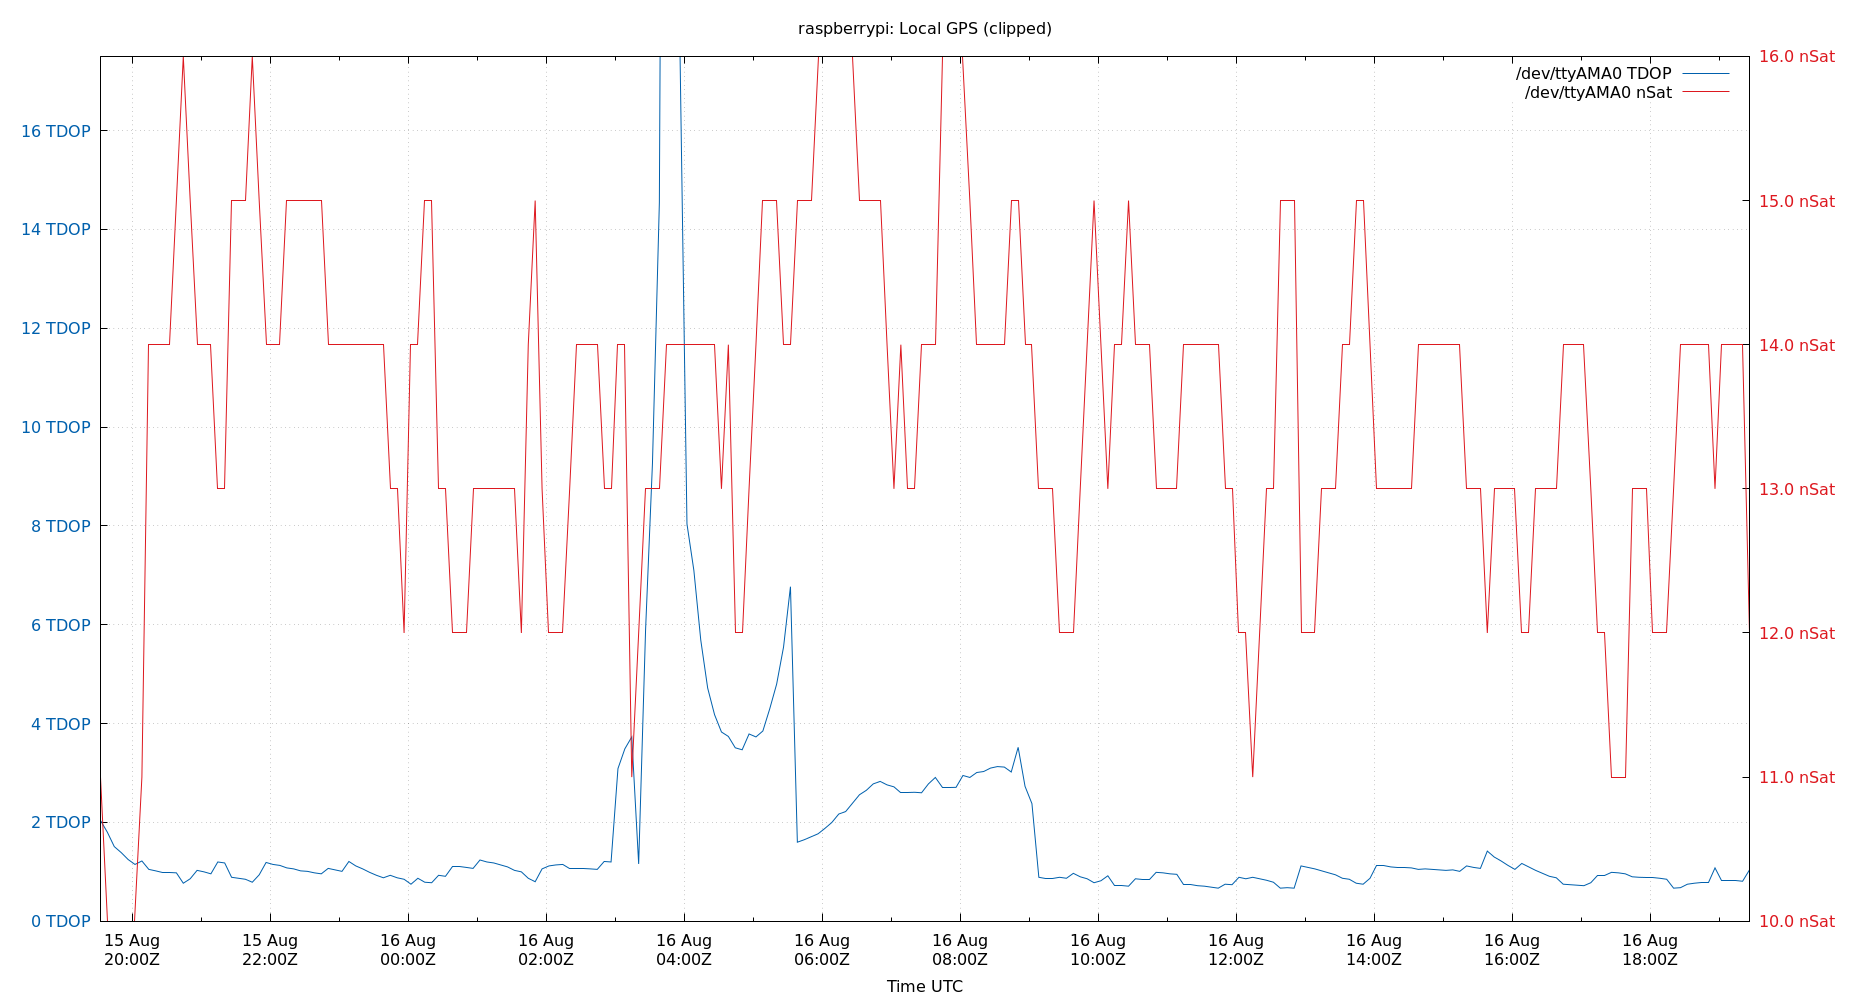 raspberrypi: Local GPS (clipped)
/dev/ttyAMA0 TDOP
/dev/ttyAMA0 nSat
16 TDOP
14 TDOP
12 TDOP
10 TDOP
8 TDOP
6 TDOP
4 TDOP
2 TDOP
0 TDOP
16.0 nSat
15.0 nSat
14.0 nSat
13.0 nSat
12.0 nSat
11.0 nSat
10.0 nSat
15 Aug 15 Aug 16 Aug 16 Aug 16 Aug 16 Aug 16 Aug 16 Aug 16 Aug 16 Aug 16 Aug 16 Aug
20:00Z 22:00Z 00:00Z 02:00Z 04:00Z 06:00Z 08:00Z 10:00Z 12:00Z 14:00Z 16:00Z 18:00Z
Time UTC